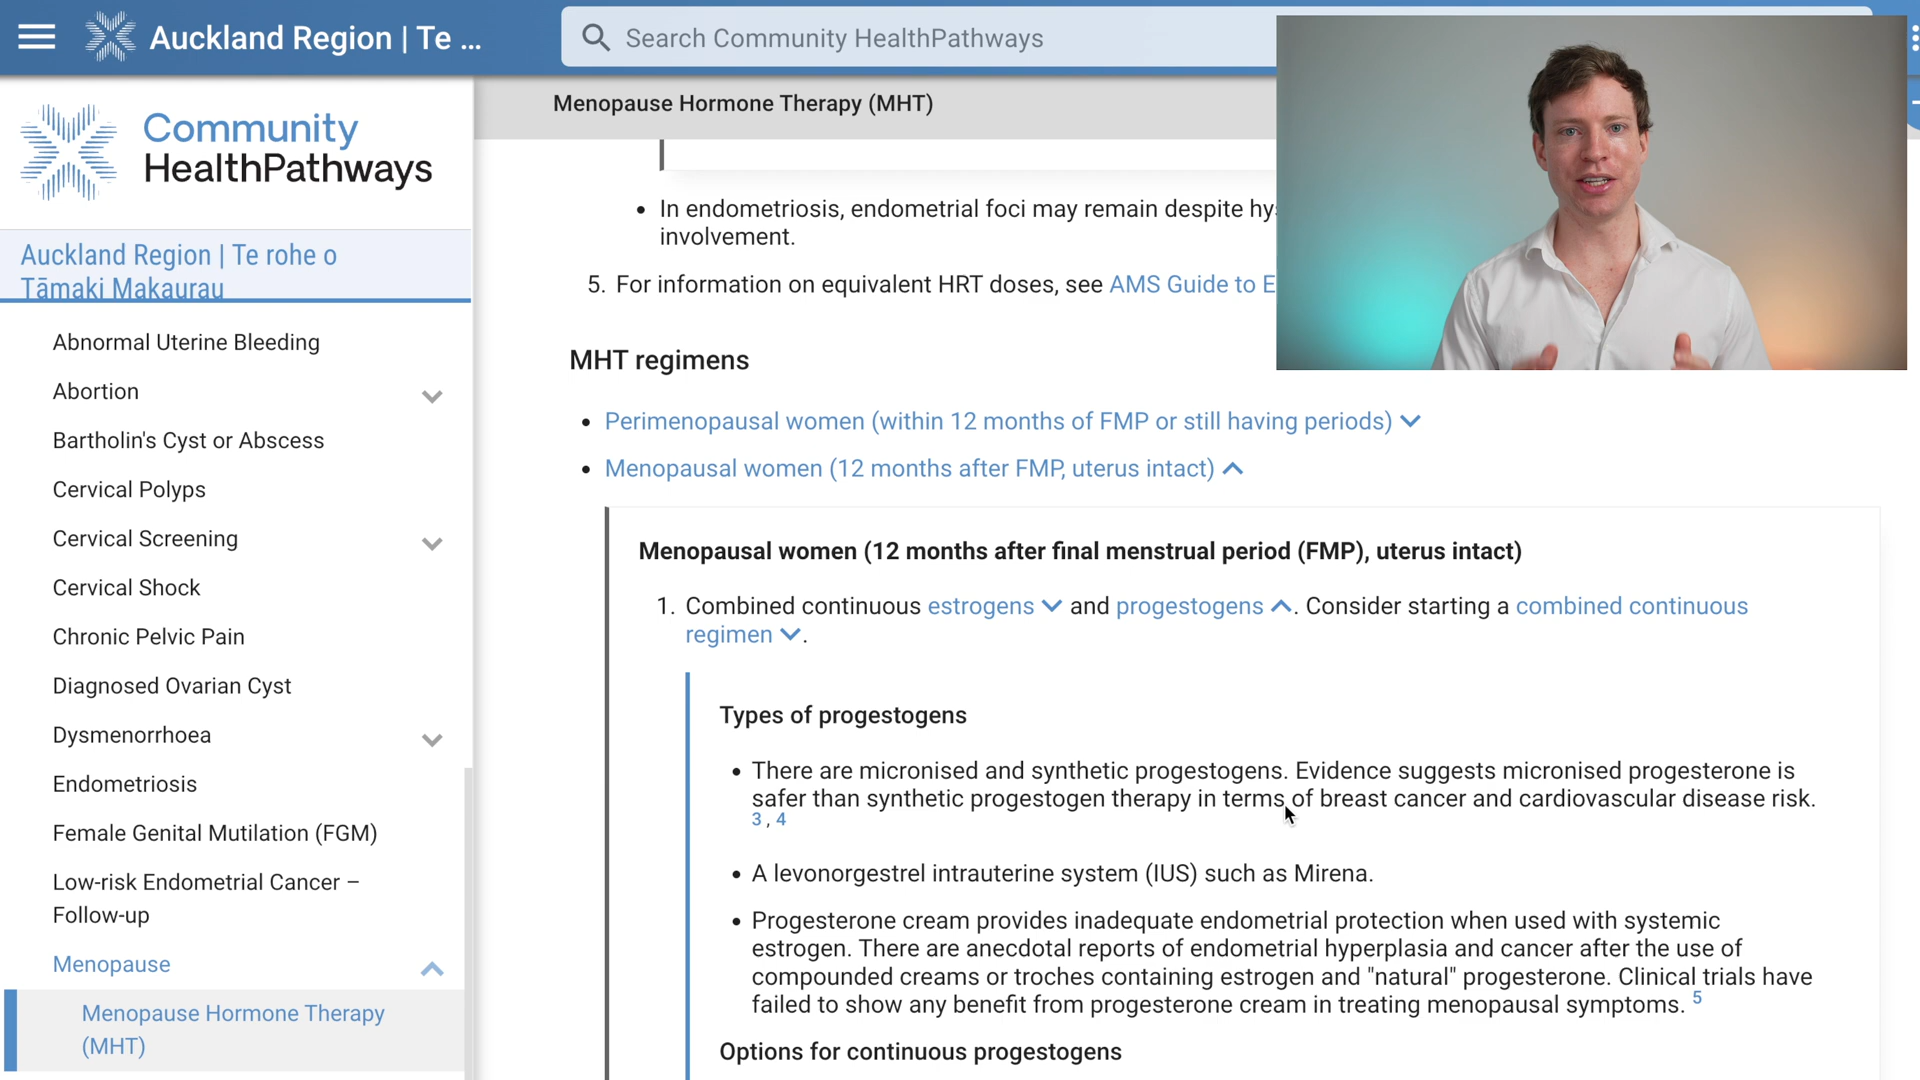 Auckland Region | Te ...
Search Community HealthPathways
Community
HealthPathways
Auckland Region | Te rohe o
Tāmaki Makaurau
Abnormal Uterine Bleeding
Abortion
Bartholin's Cyst or Abscess
Cervical Polyps
Cervical Screening
Cervical Shock
Chronic Pelvic Pain
Diagnosed Ovarian Cyst
Dysmenorrhoea
Endometriosis
Female Genital Mutilation (FGM)
Low-risk Endometrial Cancer –
Follow-up
Menopause
Menopause Hormone Therapy
(MHT)
Menopause Hormone Therapy (MHT)
• In endometriosis, endometrial foci may remain despite
involvement.
5. For information on equivalent HRT doses, see AMS Guide to
MHT regimens
• Perimenopausal women (within 12 months of FMP or still having periods)
• Menopausal women (12 months after FMP, uterus intact)
Menopausal women (12 months after final menstrual period (FMP), uterus intact)
1. Combined continuous estrogens and progestogens. Consider starting a combined continuous
regimen.
Types of progestogens
• There are micronised and synthetic progestogens. Evidence suggests micronised progesterone is
safer than synthetic progestogen therapy in terms of breast cancer and cardiovascular disease risk.
3 , 4
• A levonorgestrel intrauterine system (IUS) such as Mirena.
• Progesterone cream provides inadequate endometrial protection when used with systemic
estrogen. There are anecdotal reports of endometrial hyperplasia and cancer after the use of
compounded creams or troches containing estrogen and "natural" progesterone. Clinical trials have
failed to show any benefit from progesterone cream in treating menopausal symptoms. 5
Options for continuous progestogens